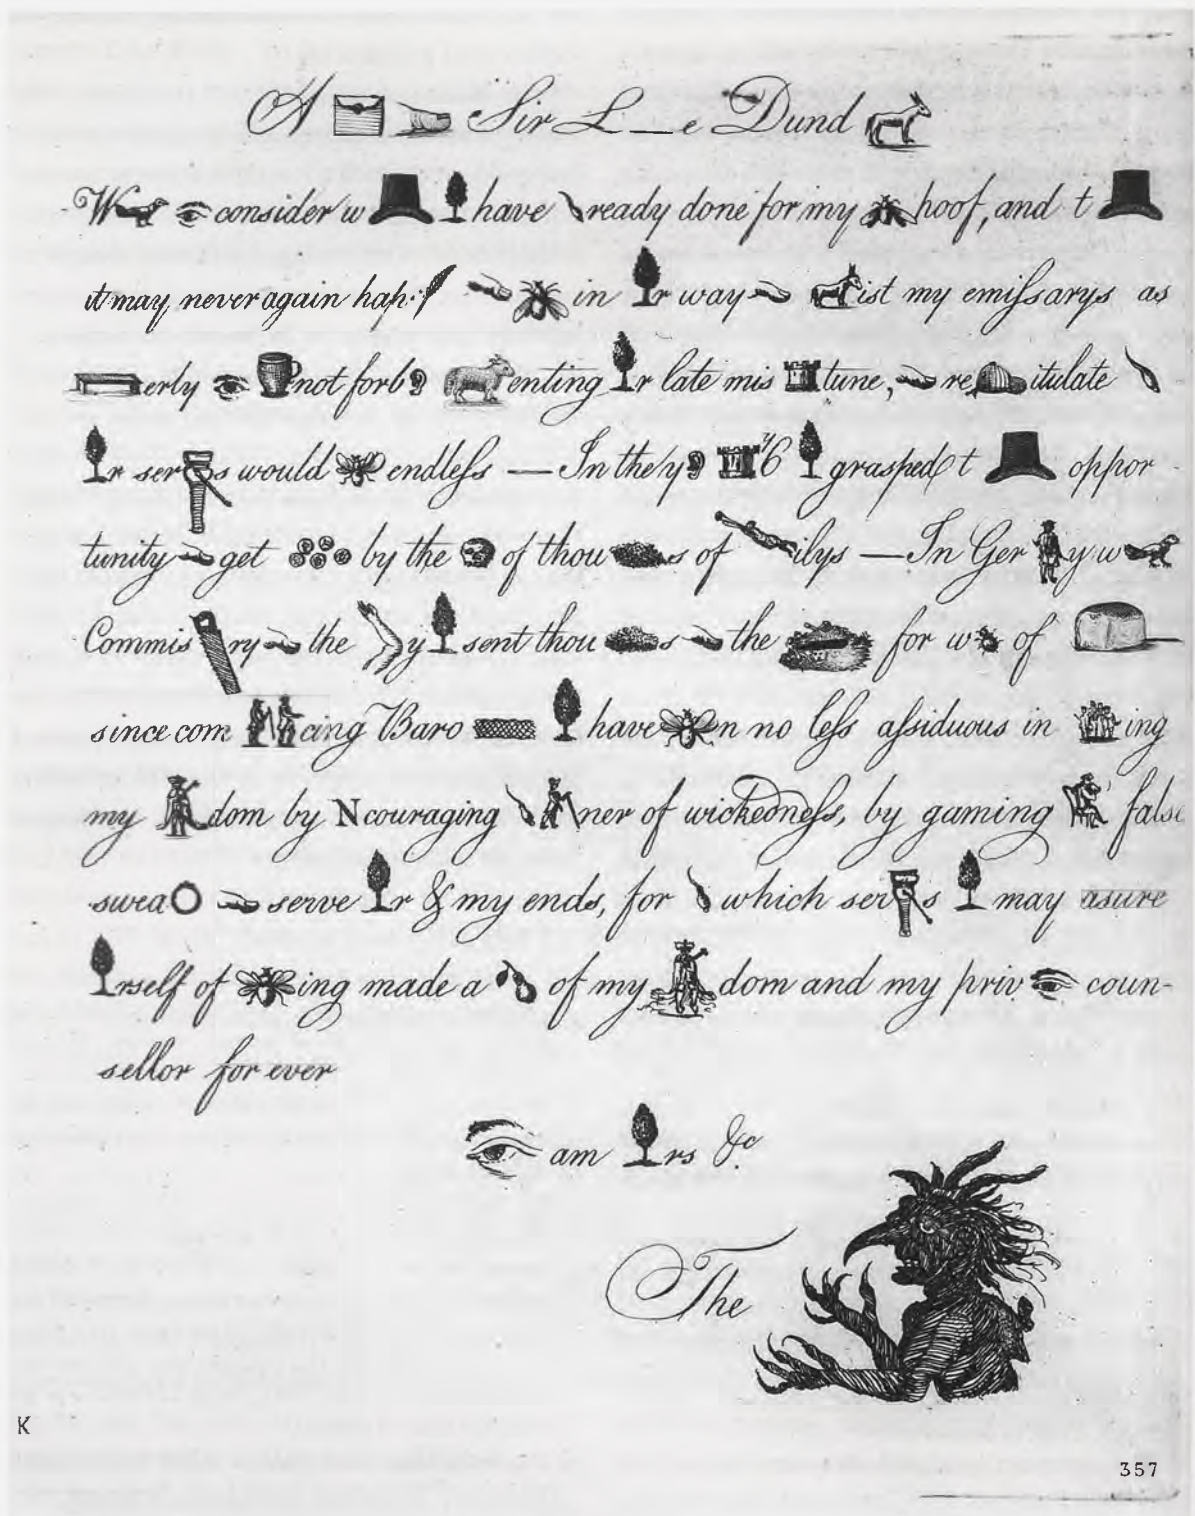 A Sir L_e Dund
W consider w have ready done for my hoof, and t
it may never again hap in r way ist my emissarys as
erly not forb enting r late mis tune, re itulate
r ser s would endless — In the y 46 grasped t oppor
tunity get by the of thou s of ilys — In Ger y w
Commis ry the y sent thou s the for w of
since com cing Baro have n no less assiduous in ing
my dom by N couraging ner of wickedness, by gaming false
swea serve r & my ends, for which ser s may asure
rself of ing made a of my dom and my priv coun-
sellor for ever
am rs &c
The
K
357